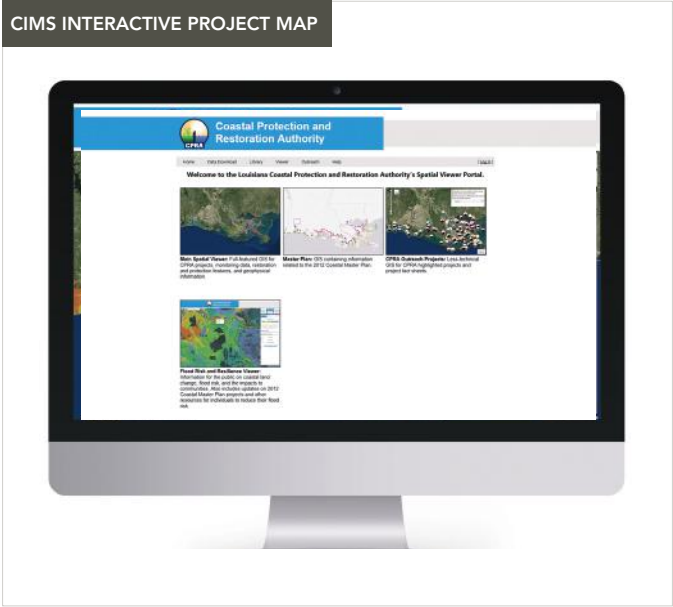 CIMS INTERACTIVE PROJECT MAP
CPRA
Coastal Protection and
Restoration Authority
Home Data Download Library Viewer Outreach Help [Log In]
Welcome to the Louisiana Coastal Protection and Restoration Authority's Spatial Viewer Portal.
Main Spatial Viewer: Full-featured GIS for
CPRA projects, monitoring data, restoration
and protection features, and geophysical
information
Master Plan: GIS containing information
related to the 2012 Coastal Master Plan.
CPRA Outreach Projects: Less-technical
GIS for CPRA highlighted projects and
project fact sheets.
Flood Risk and Resilience Viewer:
Information for the public on coastal land
change, flood risk, and the impacts to
communities. Also includes updates on 2012
Coastal Master Plan projects and other
resources for individuals to reduce their flood
risk.